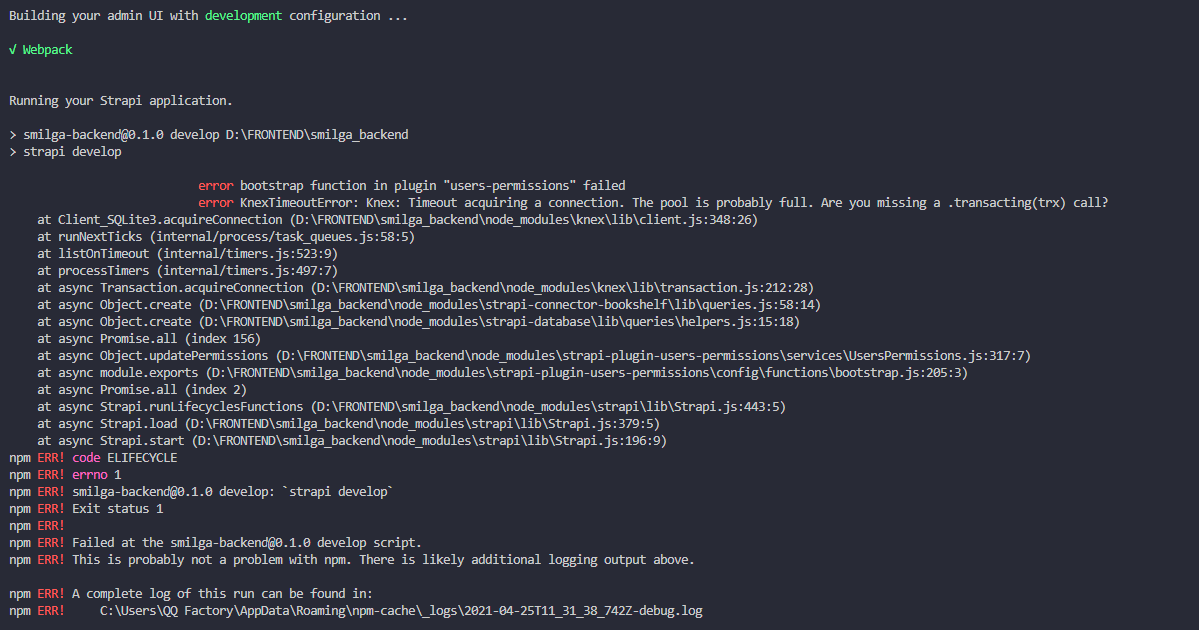 Building your admin UI with development configuration ...
√ Webpack
Running your Strapi application.
> smilga-backend@0.1.0 develop D:\FRONTEND\smilga_backend
> strapi develop
error bootstrap function in plugin "users-permissions" failed
error KnexTimeoutError: Knex: Timeout acquiring a connection. The pool is probably full. Are you missing a .transacting(trx) call?
at Client_SQLite3.acquireConnection (D:\FRONTEND\smilga_backend\node_modules\knex\lib\client.js:348:26)
at runNextTicks (internal/process/task_queues.js:58:5)
at listOnTimeout (internal/timers.js:523:9)
at processTimers (internal/timers.js:497:7)
at async Transaction.acquireConnection (D:\FRONTEND\smilga_backend\node_modules\knex\lib\transaction.js:212:28)
at async Object.create (D:\FRONTEND\smilga_backend\node_modules\strapi-connector-bookshelf\lib\queries.js:58:14)
at async Object.create (D:\FRONTEND\smilga_backend\node_modules\strapi-database\lib\queries\helpers.js:15:18)
at async Promise.all (index 156)
at async Object.updatePermissions (D:\FRONTEND\smilga_backend\node_modules\strapi-plugin-users-permissions\services\UsersPermissions.js:317:7)
at async module.exports (D:\FRONTEND\smilga_backend\node_modules\strapi-plugin-users-permissions\config\functions\bootstrap.js:205:3)
at async Promise.all (index 2)
at async Strapi.runLifecyclesFunctions (D:\FRONTEND\smilga_backend\node_modules\strapi\lib\Strapi.js:443:5)
at async Strapi.load (D:\FRONTEND\smilga_backend\node_modules\strapi\lib\Strapi.js:379:5)
at async Strapi.start (D:\FRONTEND\smilga_backend\node_modules\strapi\lib\Strapi.js:196:9)
npm ERR! code ELIFECYCLE
npm ERR! errno 1
npm ERR! smilga-backend@0.1.0 develop: `strapi develop`
npm ERR! Exit status 1
npm ERR!
npm ERR! Failed at the smilga-backend@0.1.0 develop script.
npm ERR! This is probably not a problem with npm. There is likely additional logging output above.
npm ERR! A complete log of this run can be found in:
npm ERR! C:\Users\QQ Factory\AppData\Roaming\npm-cache\_logs\2021-04-25T11_31_38_742Z-debug.log